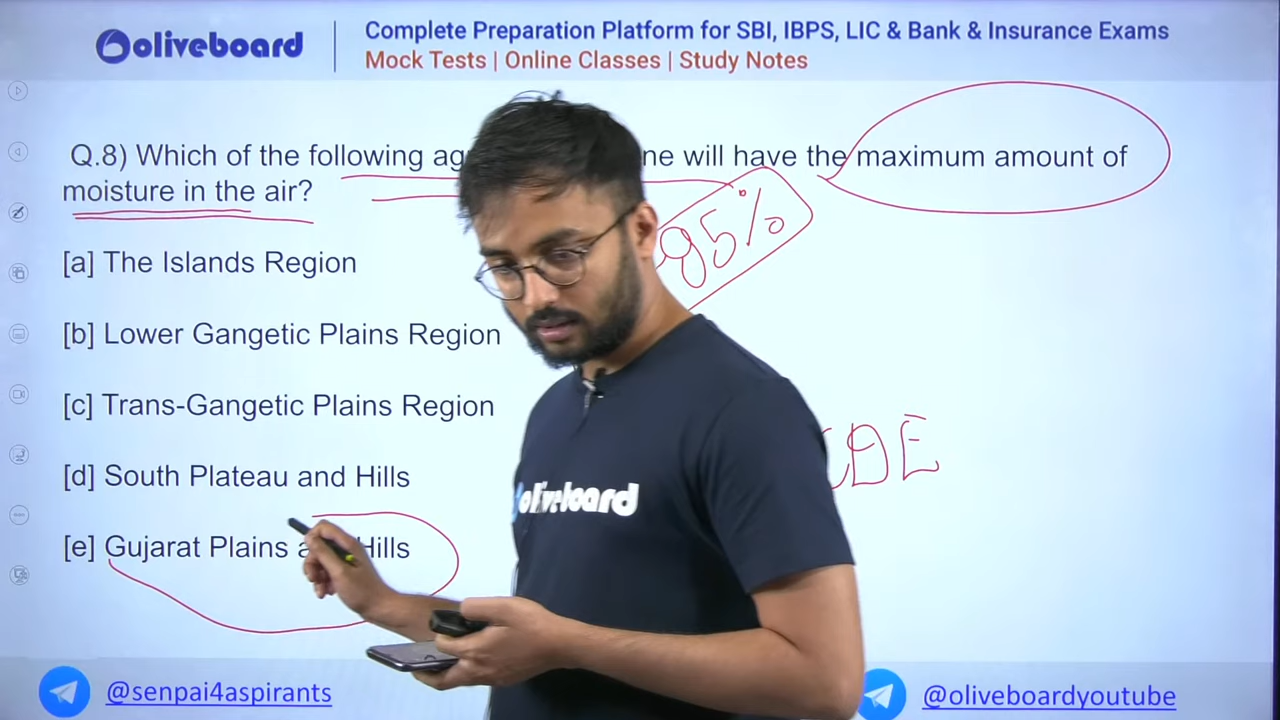 oliveboard
Complete Preparation Platform for SBI, IBPS, LIC & Bank & Insurance Exams
Mock Tests | Online Classes | Study Notes
Q.8) Which of the following ag ne will have the maximum amount of
moisture in the air?
95%
[a] The Islands Region
[b] Lower Gangetic Plains Region
[c] Trans-Gangetic Plains Region
DE
[d] South Plateau and Hills
oliveboard
[e] Gujarat Plains a Hills
@senpai4aspirants
@oliveboardyoutube